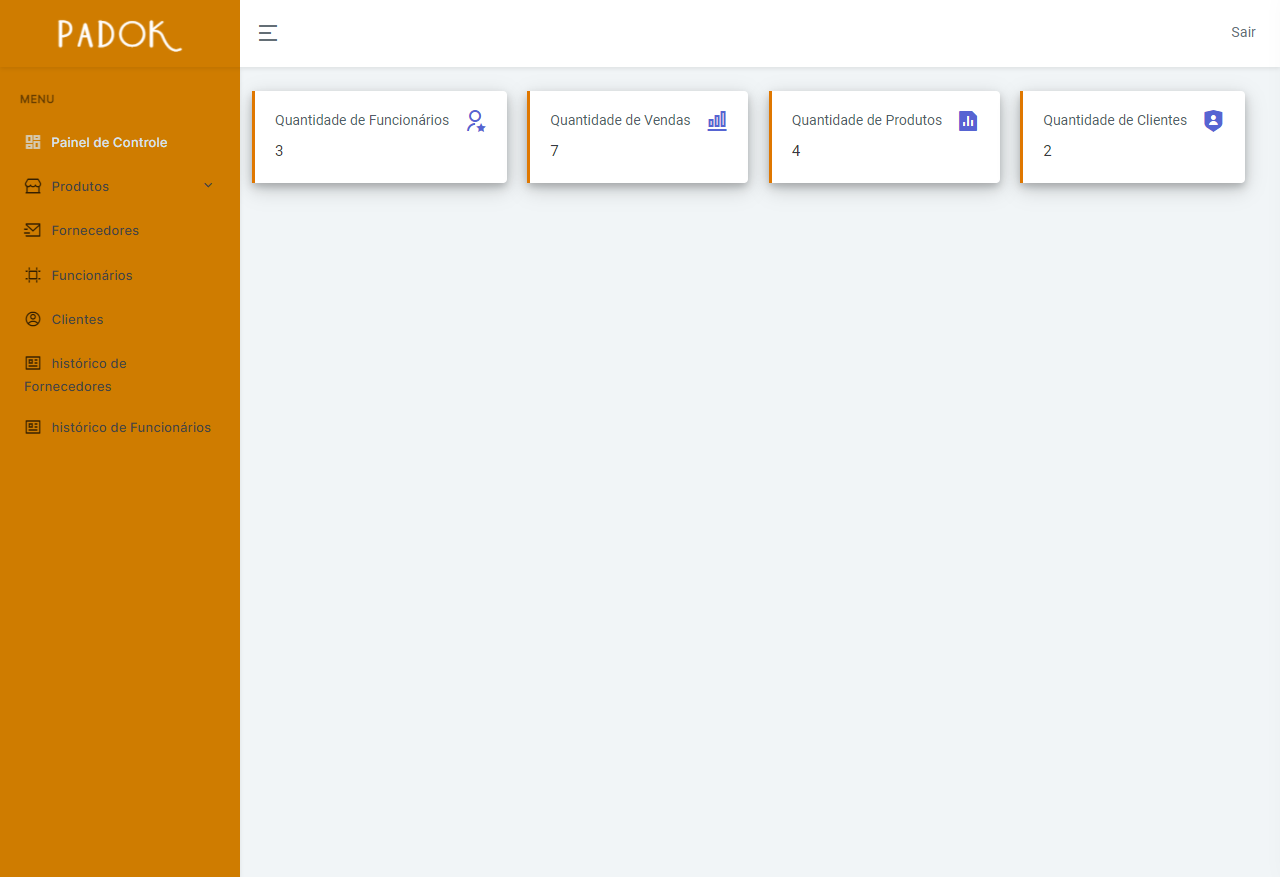 PADOK
Sair
MENU
Painel de Controle
Produtos
Fornecedores
Funcionários
Clientes
histórico de
Fornecedores
histórico de Funcionários
Quantidade de Funcionários
3
Quantidade de Vendas
7
Quantidade de Produtos
4
Quantidade de Clientes
2